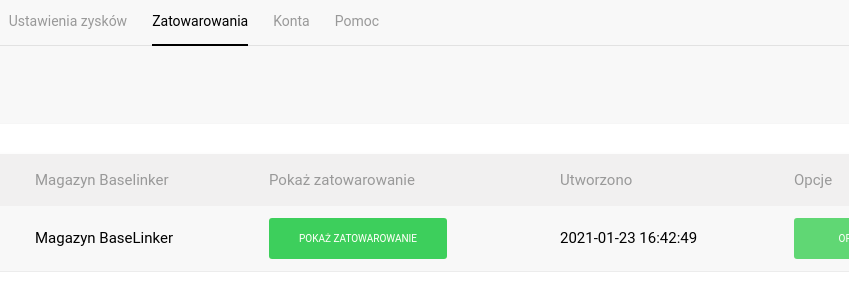 Ustawienia zysków Zatowarowania Konta Pomoc
Magazyn Baselinker Pokaż zatowarowanie Utworzono Opcje
Magazyn BaseLinker POKAŻ ZATOWAROWANIE 2021-01-23 16:42:49